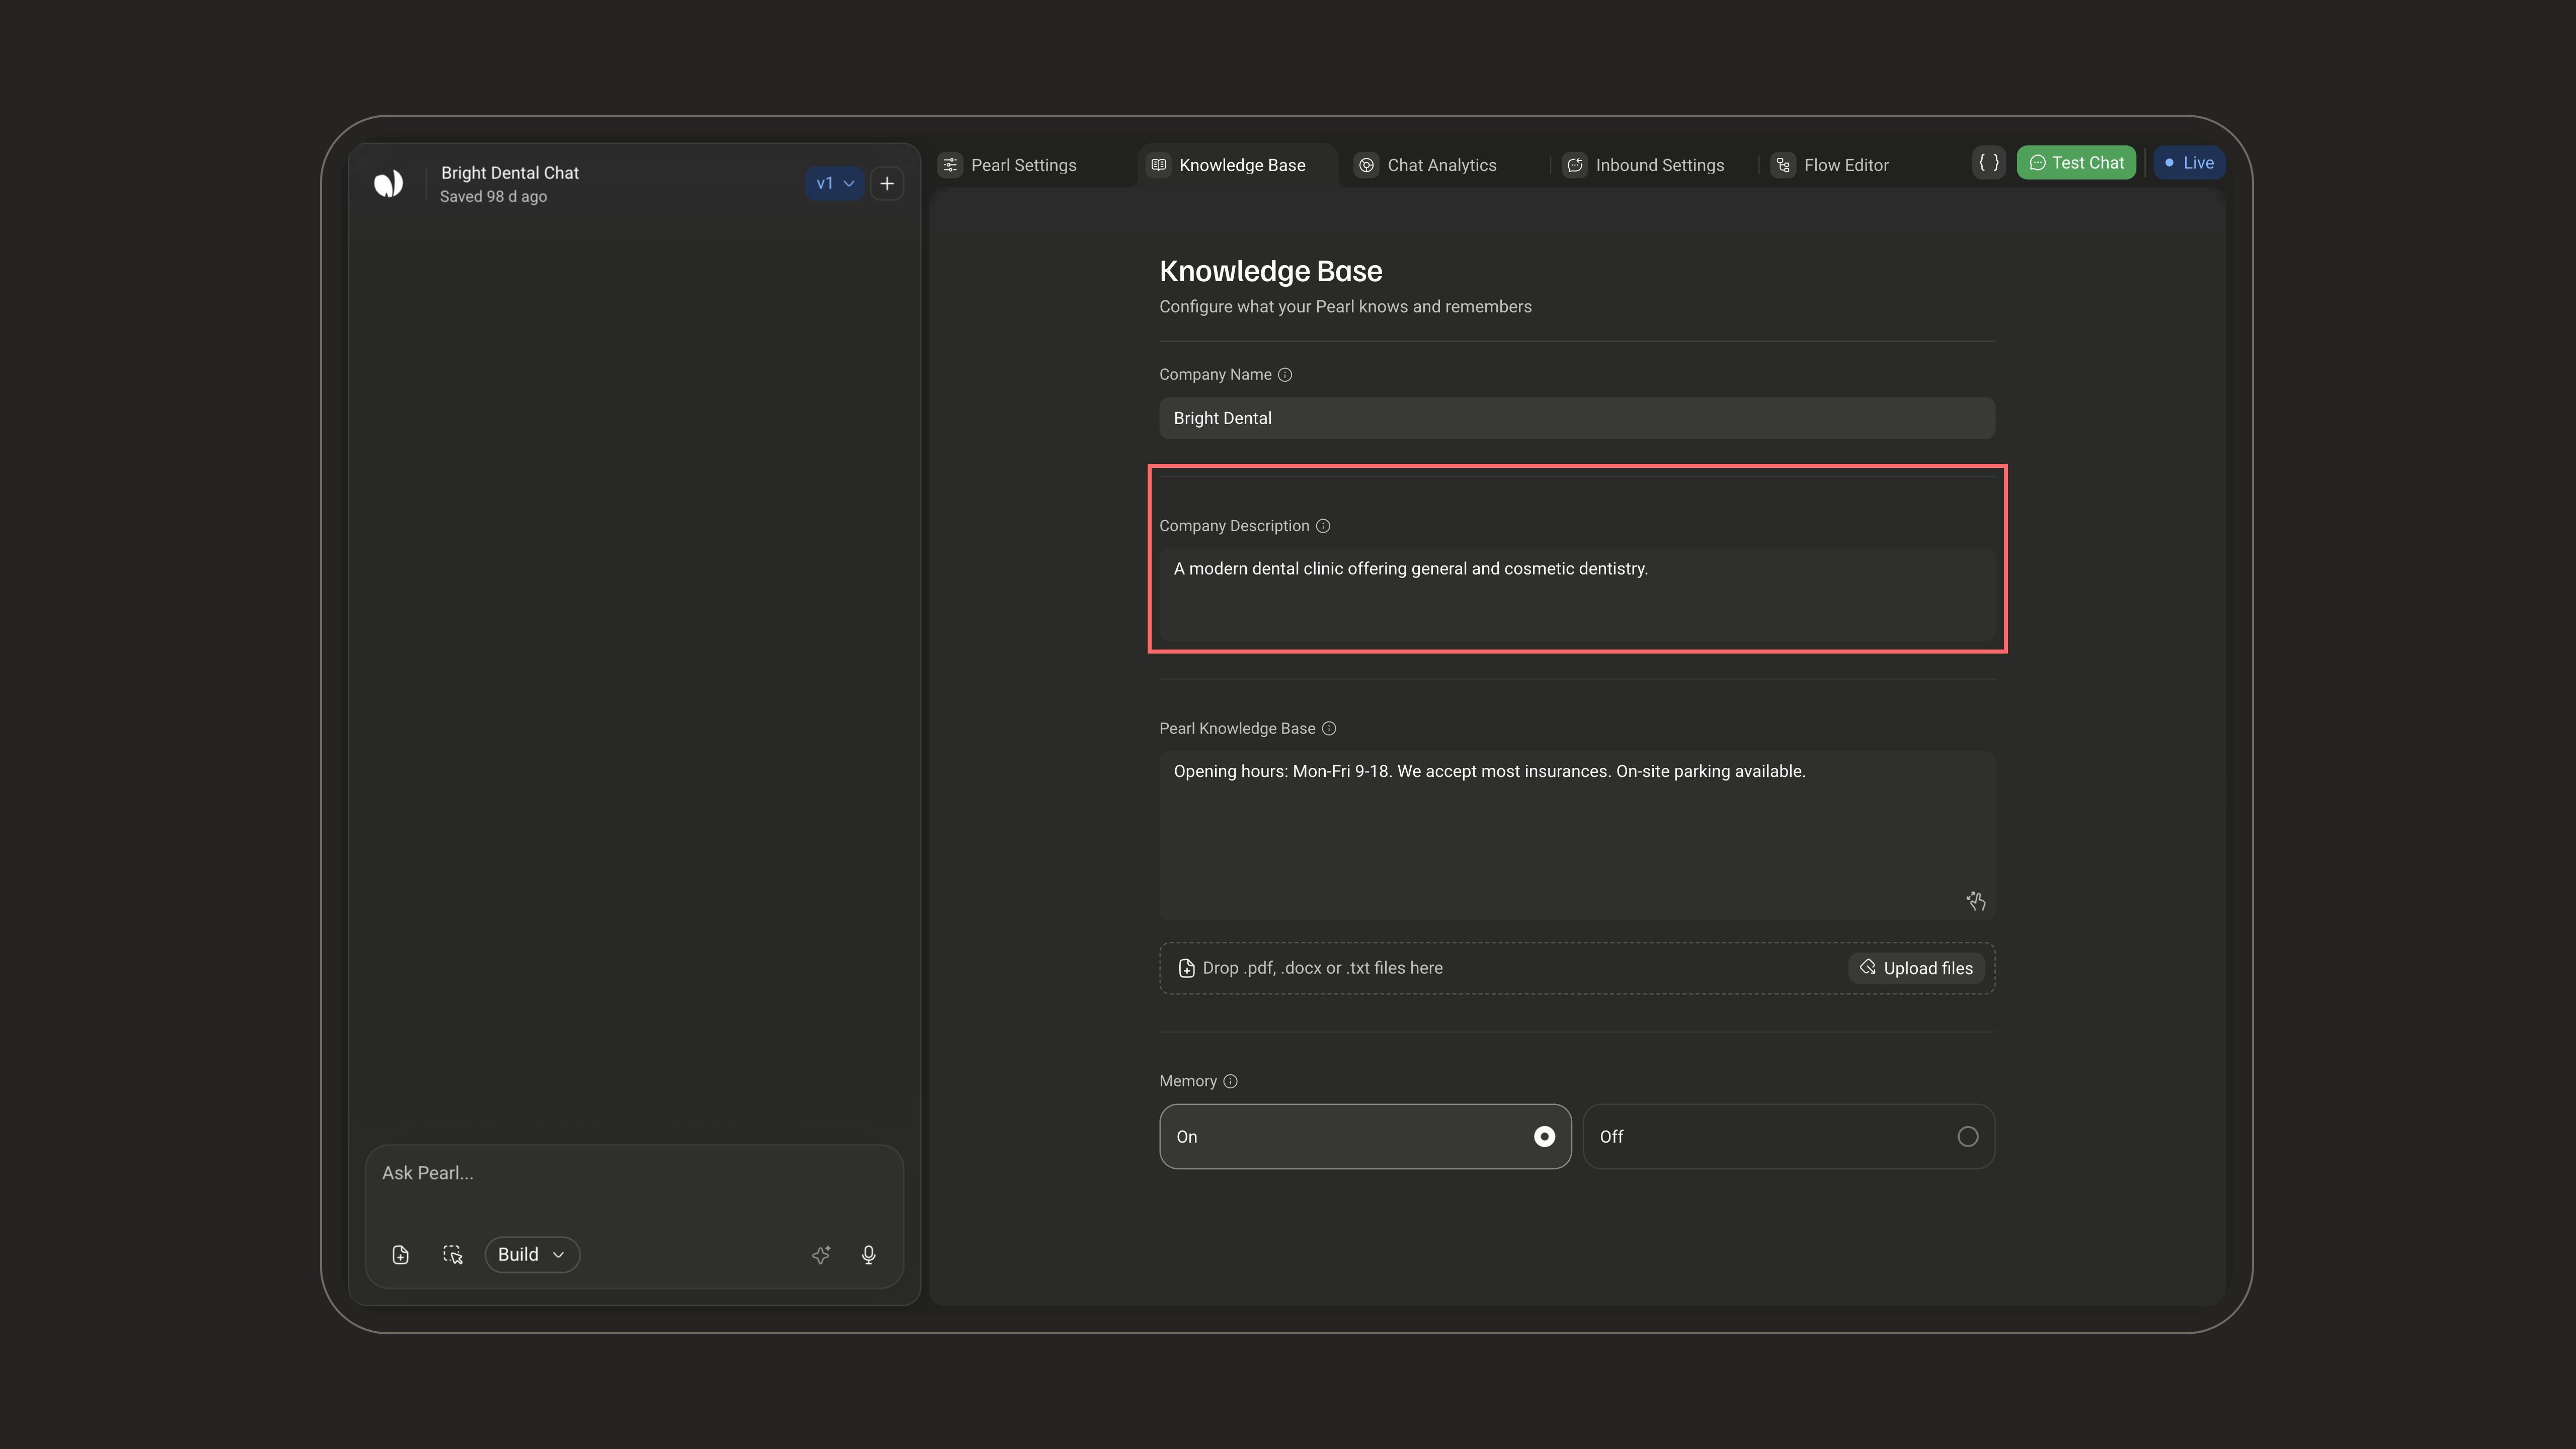 Bright Dental Chat
Saved 98 d ago
v1
Pearl Settings
Knowledge Base
Chat Analytics
Inbound Settings
Flow Editor
{ }
Test Chat
Live
Knowledge Base
Configure what your Pearl knows and remembers
Company Name
Bright Dental
Company Description
A modern dental clinic offering general and cosmetic dentistry.
Pearl Knowledge Base
Opening hours: Mon-Fri 9-18. We accept most insurances. On-site parking available.
Drop .pdf, .docx or .txt files here
Upload files
Memory
On
Off
Ask Pearl...
Build